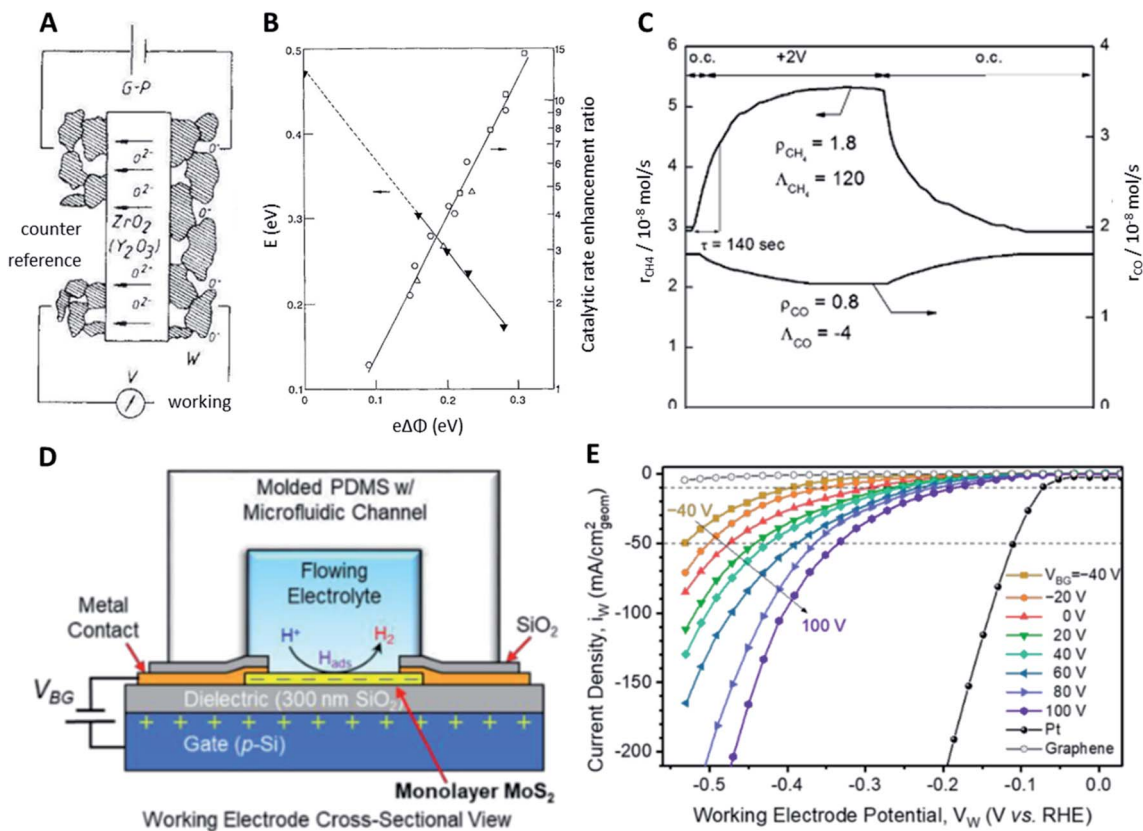 A
G-P
O²⁻
O²⁻
O²⁻
ZrO₂
(Y₂O₃)
O²⁻
O²⁻
O⁻
O⁻
O⁻
O⁻
O⁻
counter
reference
W
V
working
B
E (eV)
0.5
0.4
0.3
0.2
0.1
0
0.1
0.2
0.3
eΔΦ (eV)
15
10
9
8
7
6
5
4
3
2
1
Catalytic rate enhancement ratio
C
o.c.
+2V
o.c.
r_CH4 / 10⁻⁸ mol/s
6
5
4
3
2
1
0
ρ_CH₄ = 1.8
Λ_CH₄ = 120
τ = 140 sec
ρ_CO = 0.8
Λ_CO = -4
4
3
2
1
0
r_CO / 10⁻⁸ mol/s
D
Molded PDMS w/
Microfluidic Channel
Flowing
Electrolyte
Metal
Contact
H⁺
H₂
H_ads
SiO₂
V_BG
Dielectric (300 nm SiO₂)
+ + + + + + + + + + +
Gate (p-Si)
Monolayer MoS₂
Working Electrode Cross-Sectional View
E
Current Density, i_W (mA/cm²_geom)
0
-50
-100
-150
-200
−40 V
100 V
V_BG=−40 V
−20 V
0 V
20 V
40 V
60 V
80 V
100 V
Pt
Graphene
-0.5
-0.4
-0.3
-0.2
-0.1
0.0
Working Electrode Potential, V_W (V vs. RHE)